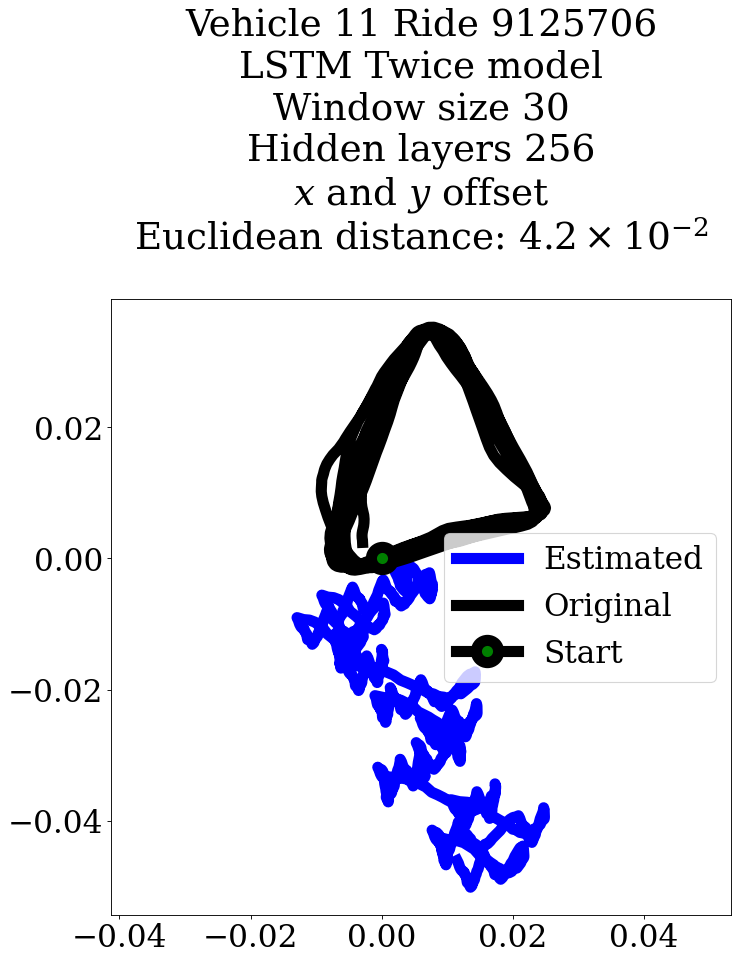 Vehicle 11 Ride 9125706
LSTM Twice model
Window size 30
Hidden layers 256
x and y offset
Euclidean distance: 4.2 × 10⁻²
0.02
0.00
−0.02
−0.04
Estimated
Original
Start
−0.04 −0.02 0.00 0.02 0.04